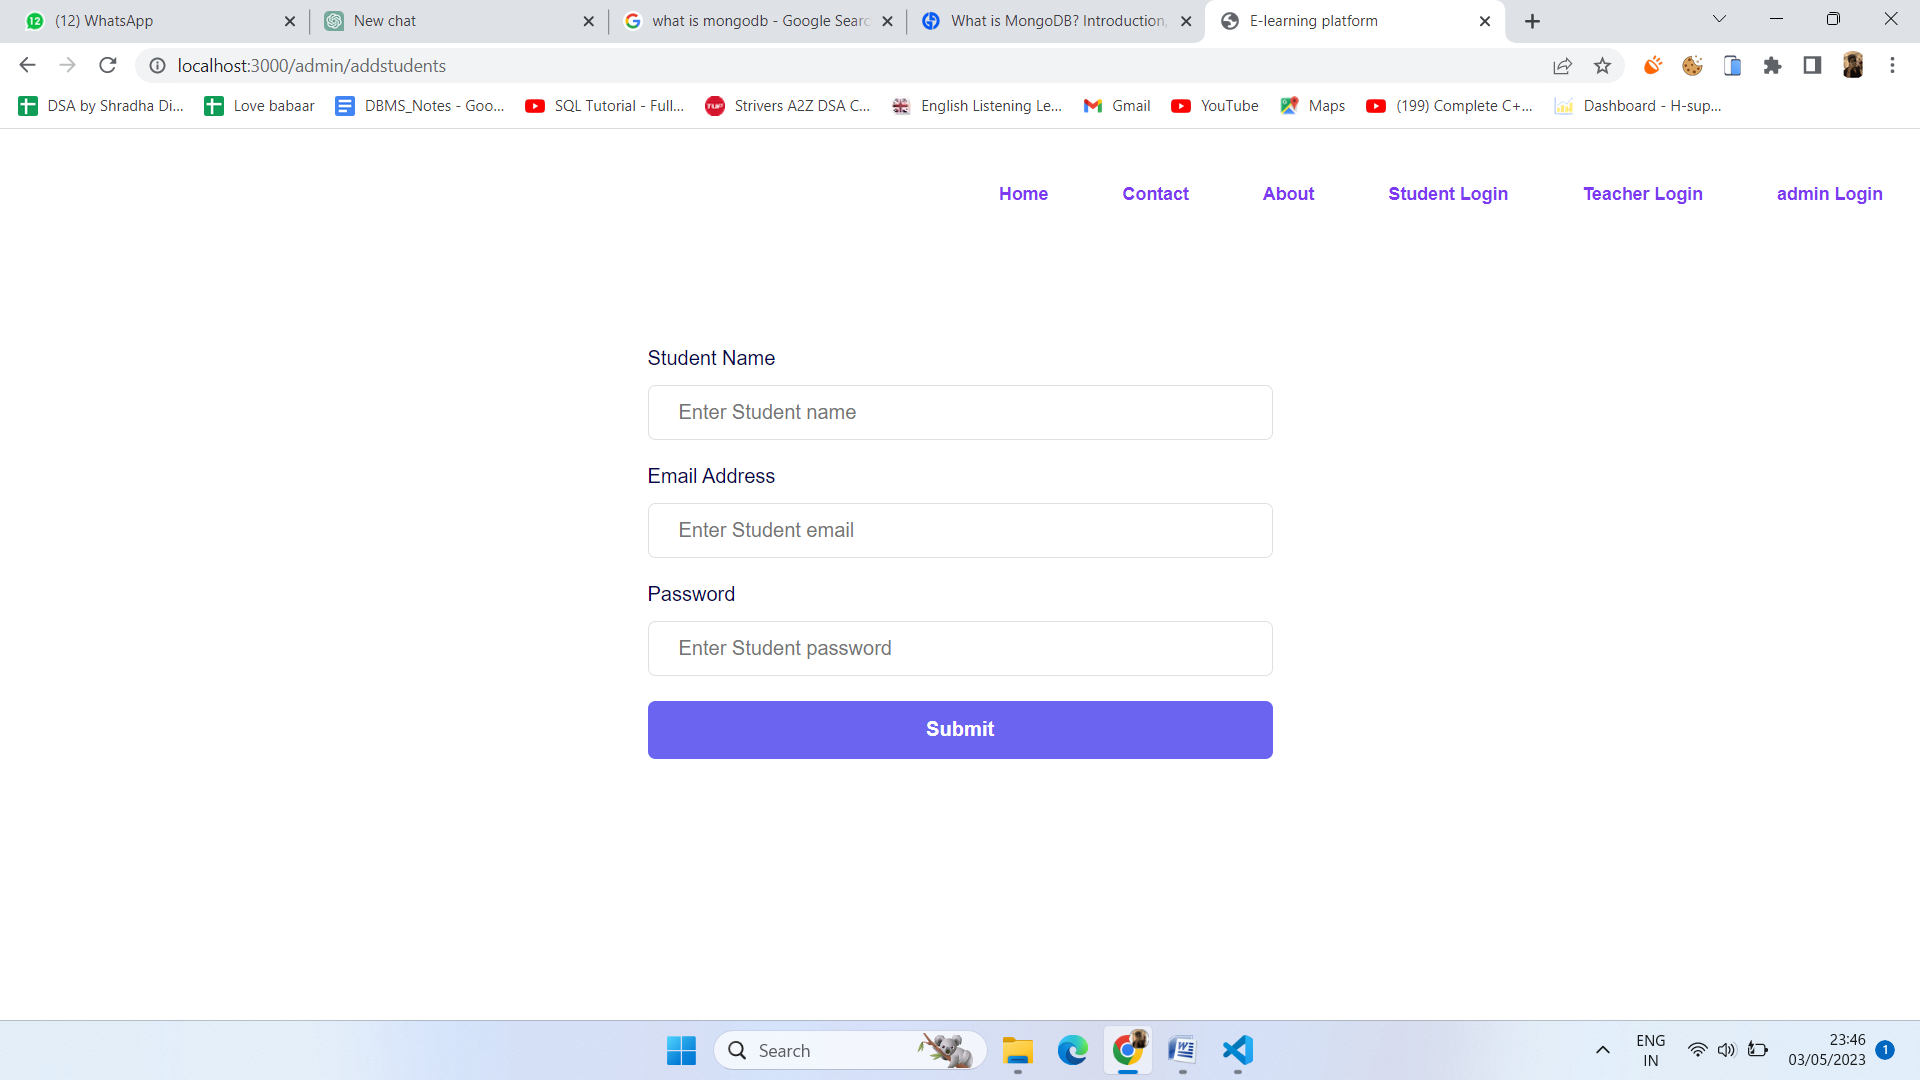 12 (12) WhatsApp
New chat
what is mongodb - Google Searc
What is MongoDB? Introduction,
E-learning platform
localhost:3000/admin/addstudents
DSA by Shradha Di...
Love babaar
DBMS_Notes - Goo...
SQL Tutorial - Full...
TUF Strivers A2Z DSA C...
English Listening Le...
Gmail
YouTube
Maps
(199) Complete C+...
Dashboard - H-sup...
Home
Contact
About
Student Login
Teacher Login
admin Login
Student Name
Enter Student name
Email Address
Enter Student email
Password
Enter Student password
Submit
Search
ENG
IN
23:46
03/05/2023
1